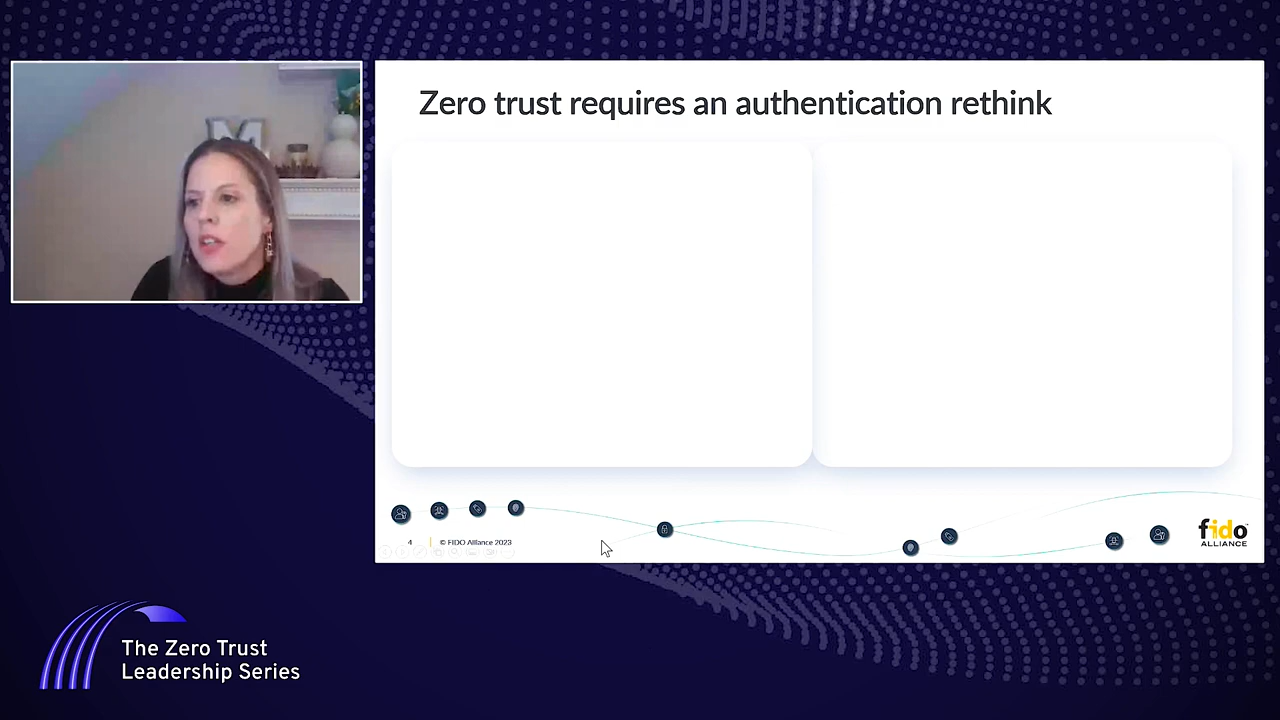 Zero trust requires an authentication rethink
M
4
© FIDO Alliance 2023
fido
ALLIANCE
The Zero Trust
Leadership Series